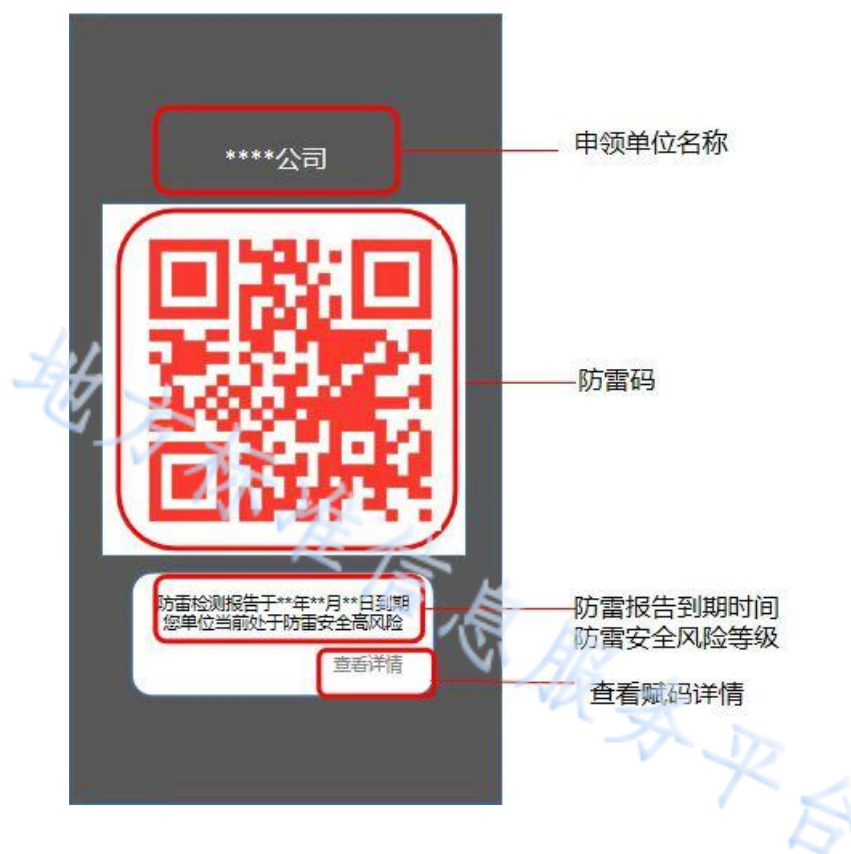 ****公司
申领单位名称
防雷码
防雷检测报告于**年**月**日到期
您单位当前处于防雷安全高风险
防雷报告到期时间
防雷安全风险等级
查看详情
查看赋码详情
地方标准信息服务平台